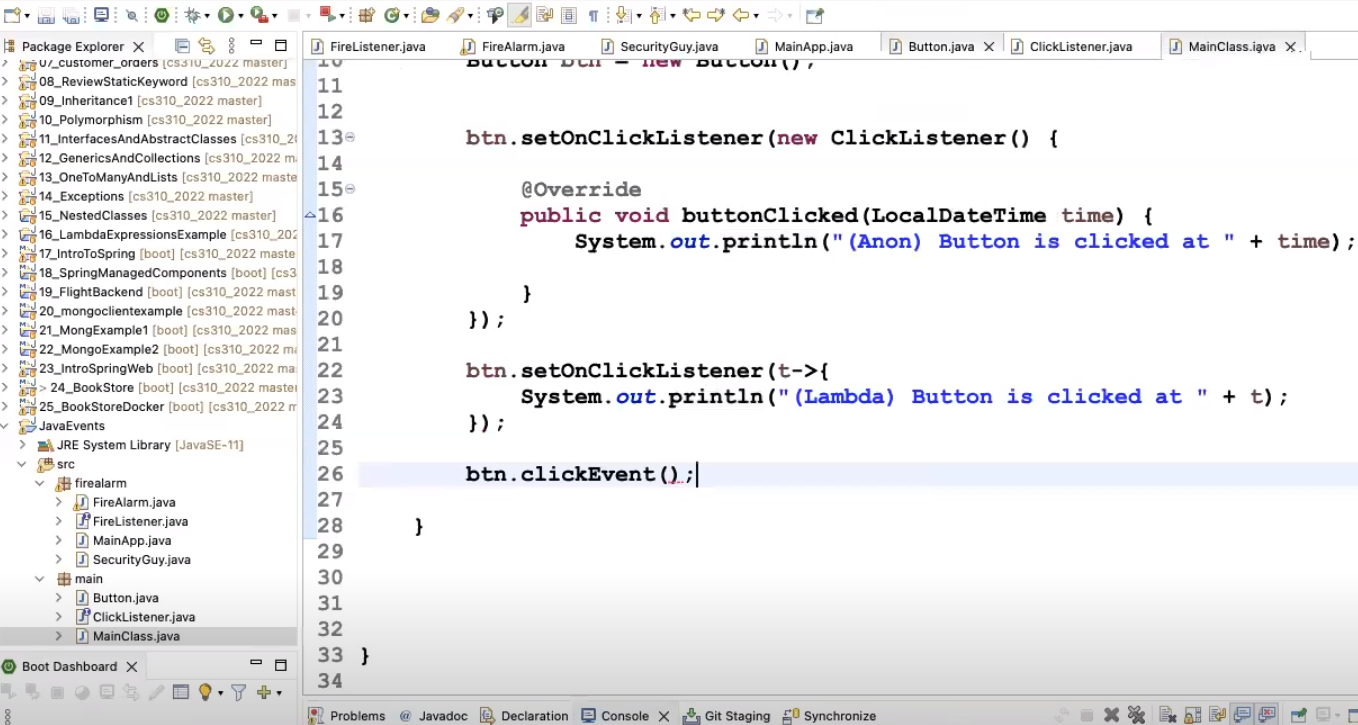 Package Explorer
07_customer_orders [cs310_2022 master]
08_ReviewStaticKeyword [cs310_2022 mas
09_Inheritance1 [cs310_2022 master]
10_Polymorphism [cs310_2022 master]
11_InterfacesAndAbstractClasses [cs310_20
12_GenericsAndCollections [cs310_2022 m
13_OneToManyAndLists [cs310_2022 maste
14_Exceptions [cs310_2022 master]
15_NestedClasses [cs310_2022 master]
16_LambdaExpressionsExample [cs310_202
17_IntroToSpring [boot] [cs310_2022 maste
18_SpringManagedComponents [boot] [cs3
19_FlightBackend [boot] [cs310_2022 mast
20_mongoclientexample [cs310_2022 mast
21_MongExample1 [boot] [cs310_2022 mas
22_MongoExample2 [boot] [cs310_2022 ma
23_IntroSpringWeb [boot] [cs310_2022 mas
> 24_BookStore [boot] [cs310_2022 master
25_BookStoreDocker [boot] [cs310_2022 m
JavaEvents
JRE System Library [JavaSE-11]
src
firealarm
FireAlarm.java
FireListener.java
MainApp.java
SecurityGuy.java
main
Button.java
ClickListener.java
MainClass.java
Boot Dashboard
FireListener.java FireAlarm.java SecurityGuy.java MainApp.java Button.java ClickListener.java MainClass.java
10 Button btn = new Button();
11
12
13 btn.setOnClickListener(new ClickListener() {
14
15 @Override
16 public void buttonClicked(LocalDateTime time) {
17 System.out.println("(Anon) Button is clicked at " + time);
18
19 }
20 });
21
22 btn.setOnClickListener(t->{
23 System.out.println("(Lambda) Button is clicked at " + t);
24 });
25
26 btn.clickEvent();
27
28 }
29
30
31
32
33 }
34
Problems @ Javadoc Declaration Console Git Staging Synchronize